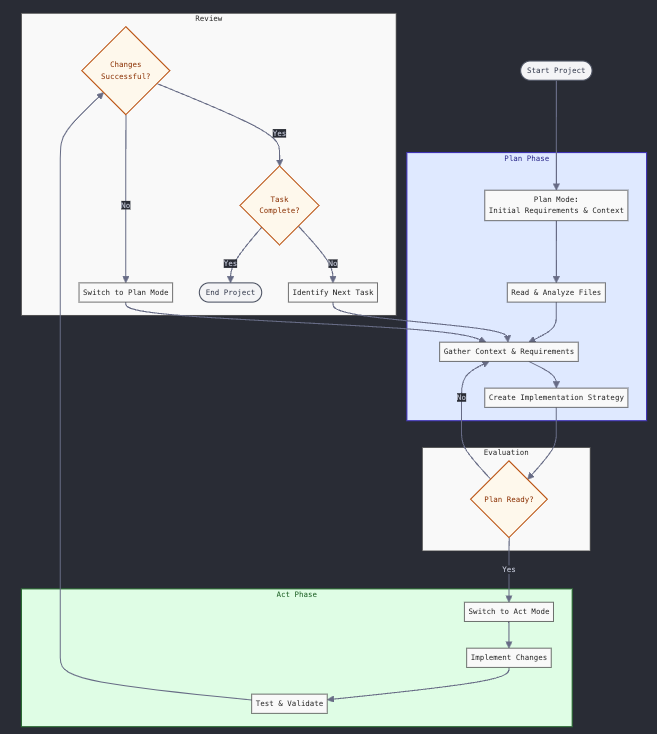 Review
Changes
Successful?
Start Project
Yes
Plan Phase
Plan Mode:
Initial Requirements & Context
Task
Complete?
No
Yes
No
Switch to Plan Mode
End Project
Identify Next Task
Read & Analyze Files
Gather Context & Requirements
No
Create Implementation Strategy
Evaluation
Plan Ready?
Yes
Act Phase
Switch to Act Mode
Implement Changes
Test & Validate